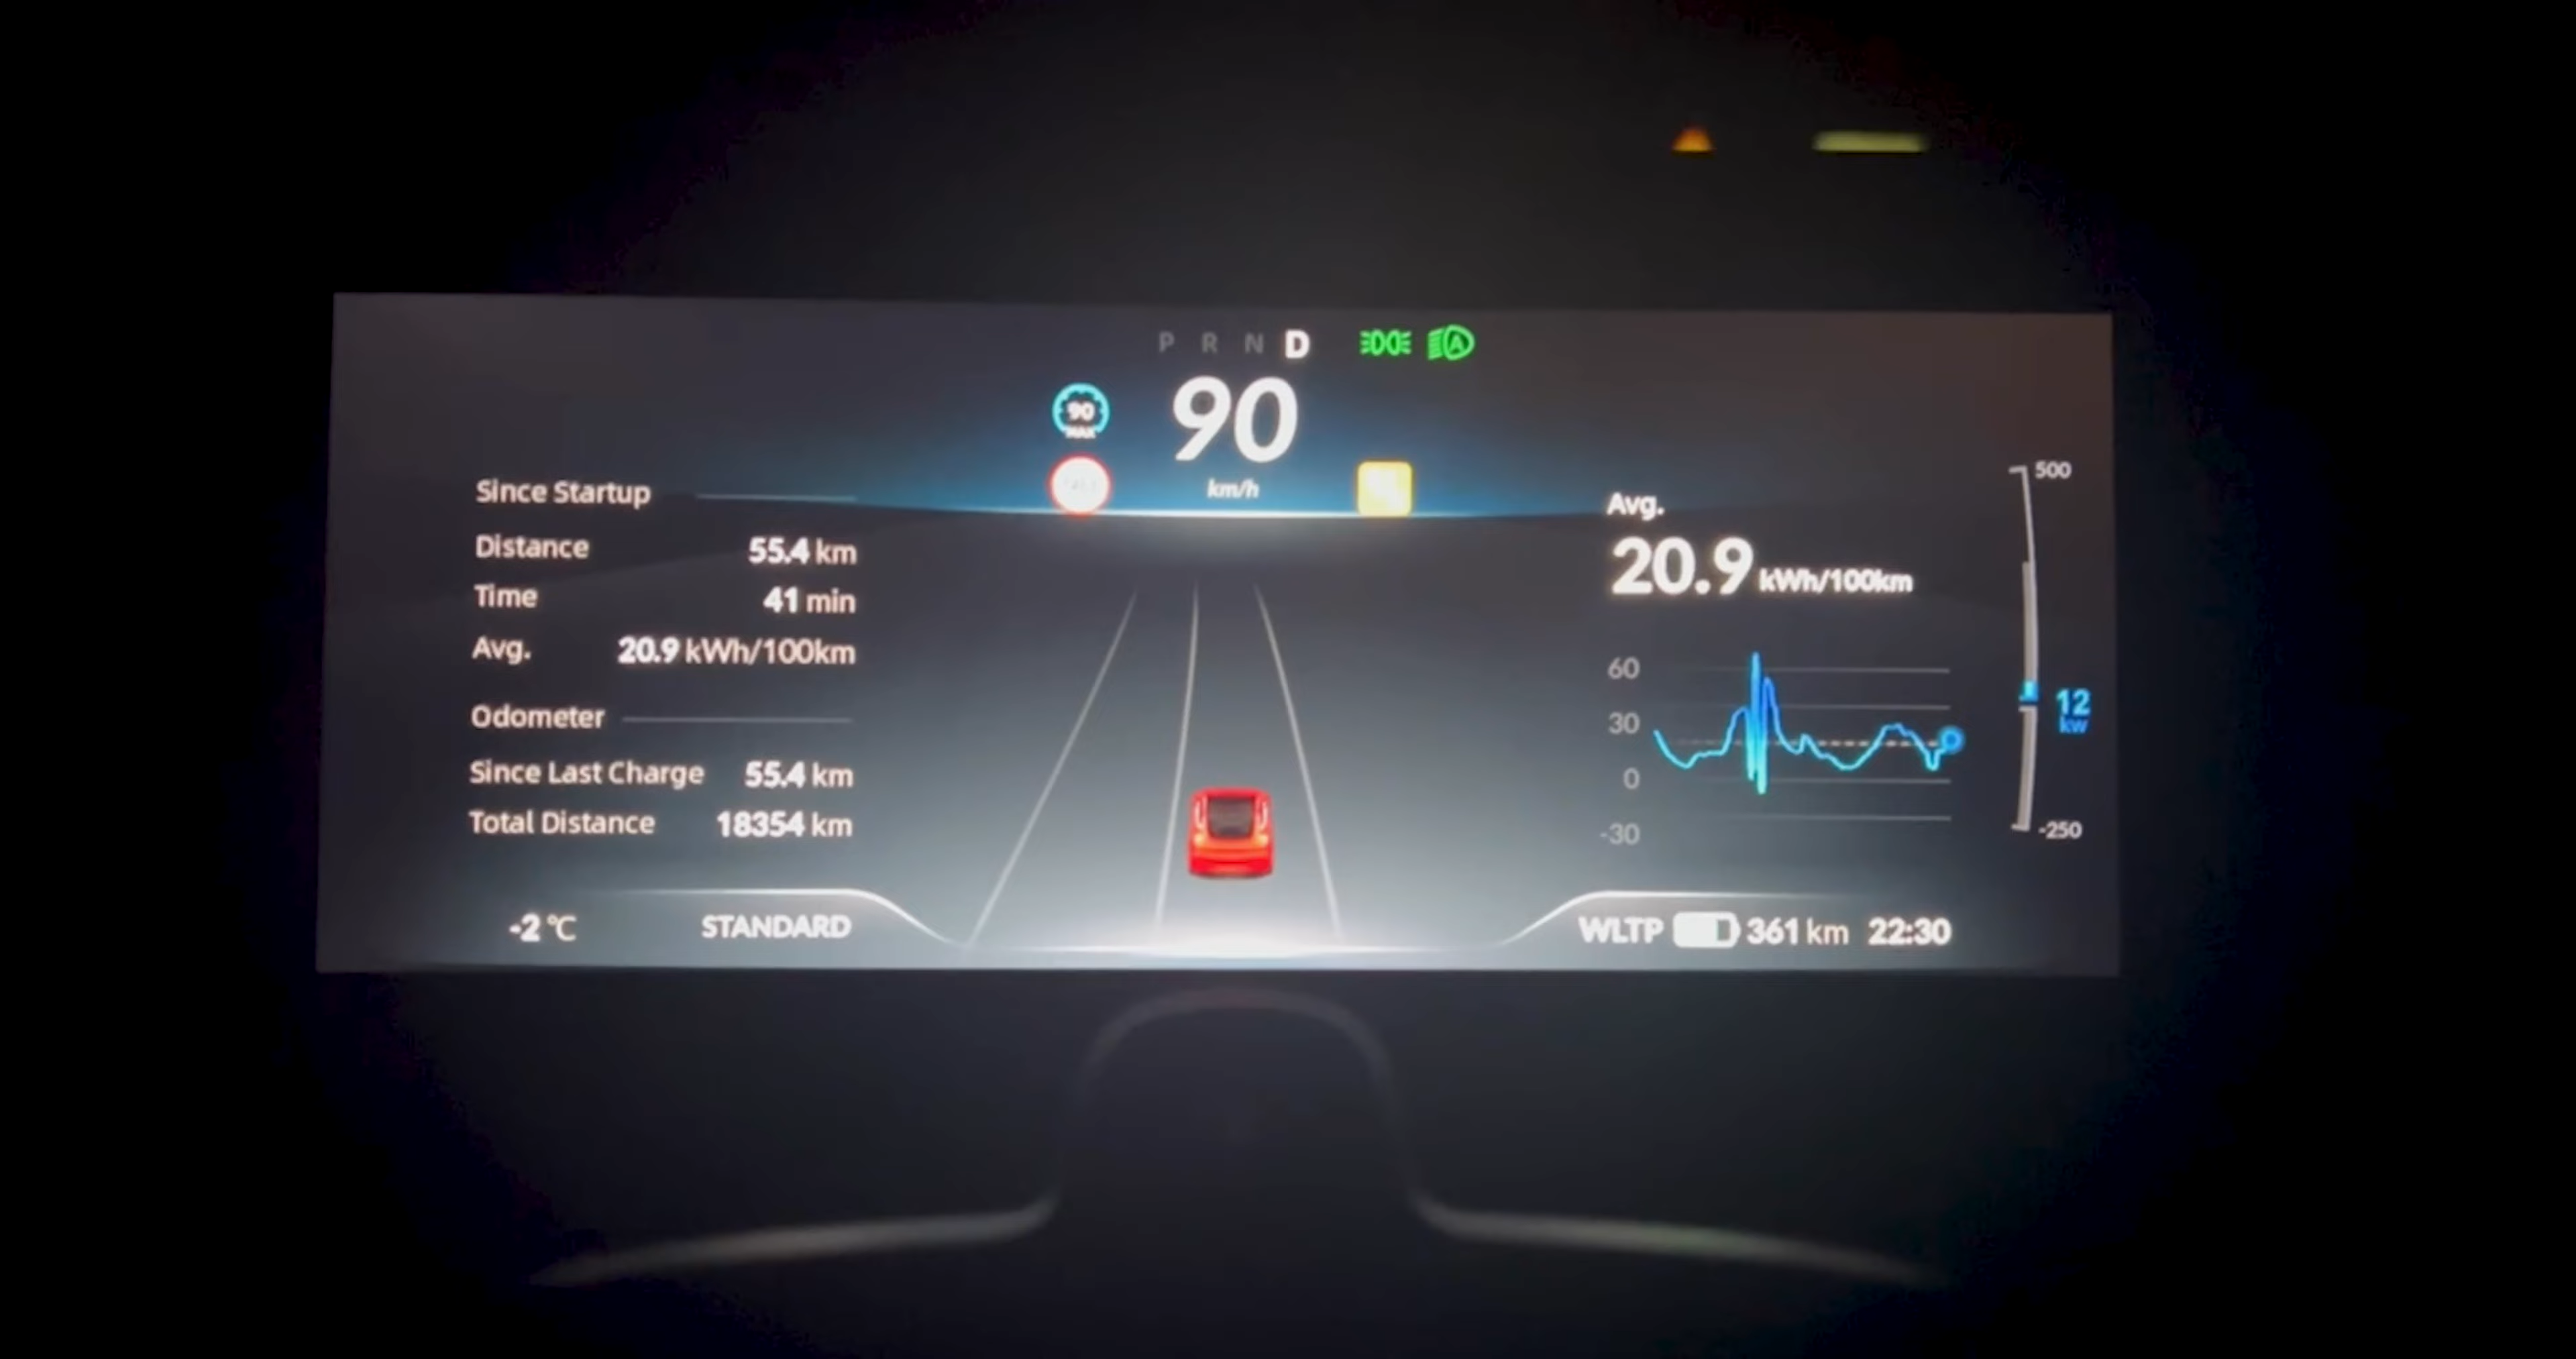 P R N D
90
MAX
90
km/h
Since Startup
Distance 55.4 km
Time 41 min
Avg. 20.9 kWh/100km
Odometer
Since Last Charge 55.4 km
Total Distance 18354 km
-2 °C STANDARD
Avg.
20.9 kWh/100km
60
30
0
-30
500
12
kw
-250
WLTP 361 km 22:30